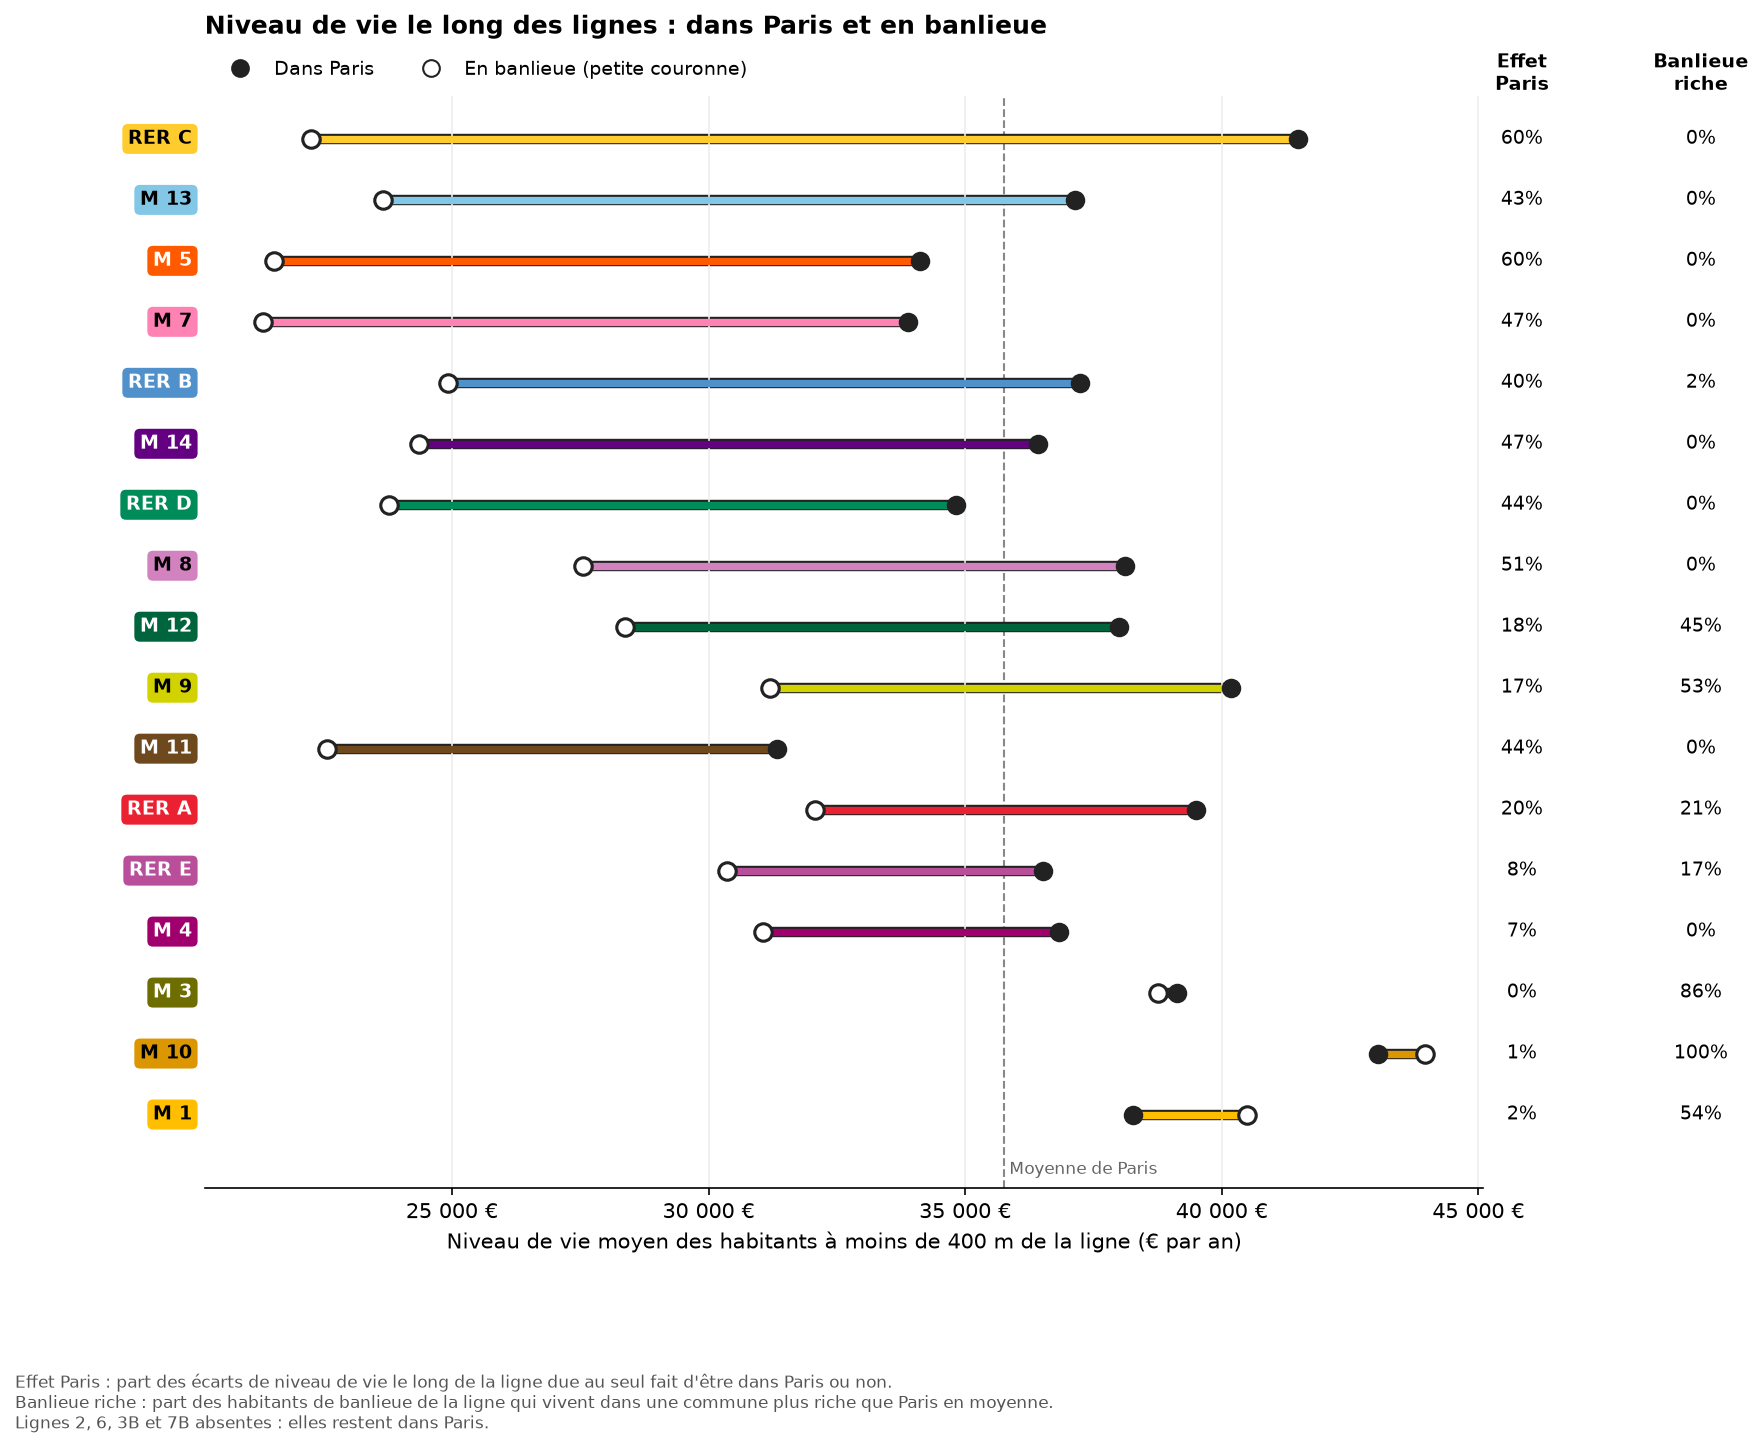 Niveau de vie le long des lignes : dans Paris et en banlieue
Dans Paris
En banlieue (petite couronne)
Effet Paris
Banlieue riche
RER C 60% 0%
M 13 43% 0%
M 5 60% 0%
M 7 47% 0%
RER B 40% 2%
M 14 47% 0%
RER D 44% 0%
M 8 51% 0%
M 12 18% 45%
M 9 17% 53%
M 11 44% 0%
RER A 20% 21%
RER E 8% 17%
M 4 7% 0%
M 3 0% 86%
M 10 1% 100%
M 1 2% 54%
Moyenne de Paris
25 000 € 30 000 € 35 000 € 40 000 € 45 000 €
Niveau de vie moyen des habitants à moins de 400 m de la ligne (€ par an)
Effet Paris : part des écarts de niveau de vie le long de la ligne due au seul fait d'être dans Paris ou non.
Banlieue riche : part des habitants de banlieue de la ligne qui vivent dans une commune plus riche que Paris en moyenne.
Lignes 2, 6, 3B et 7B absentes : elles restent dans Paris.